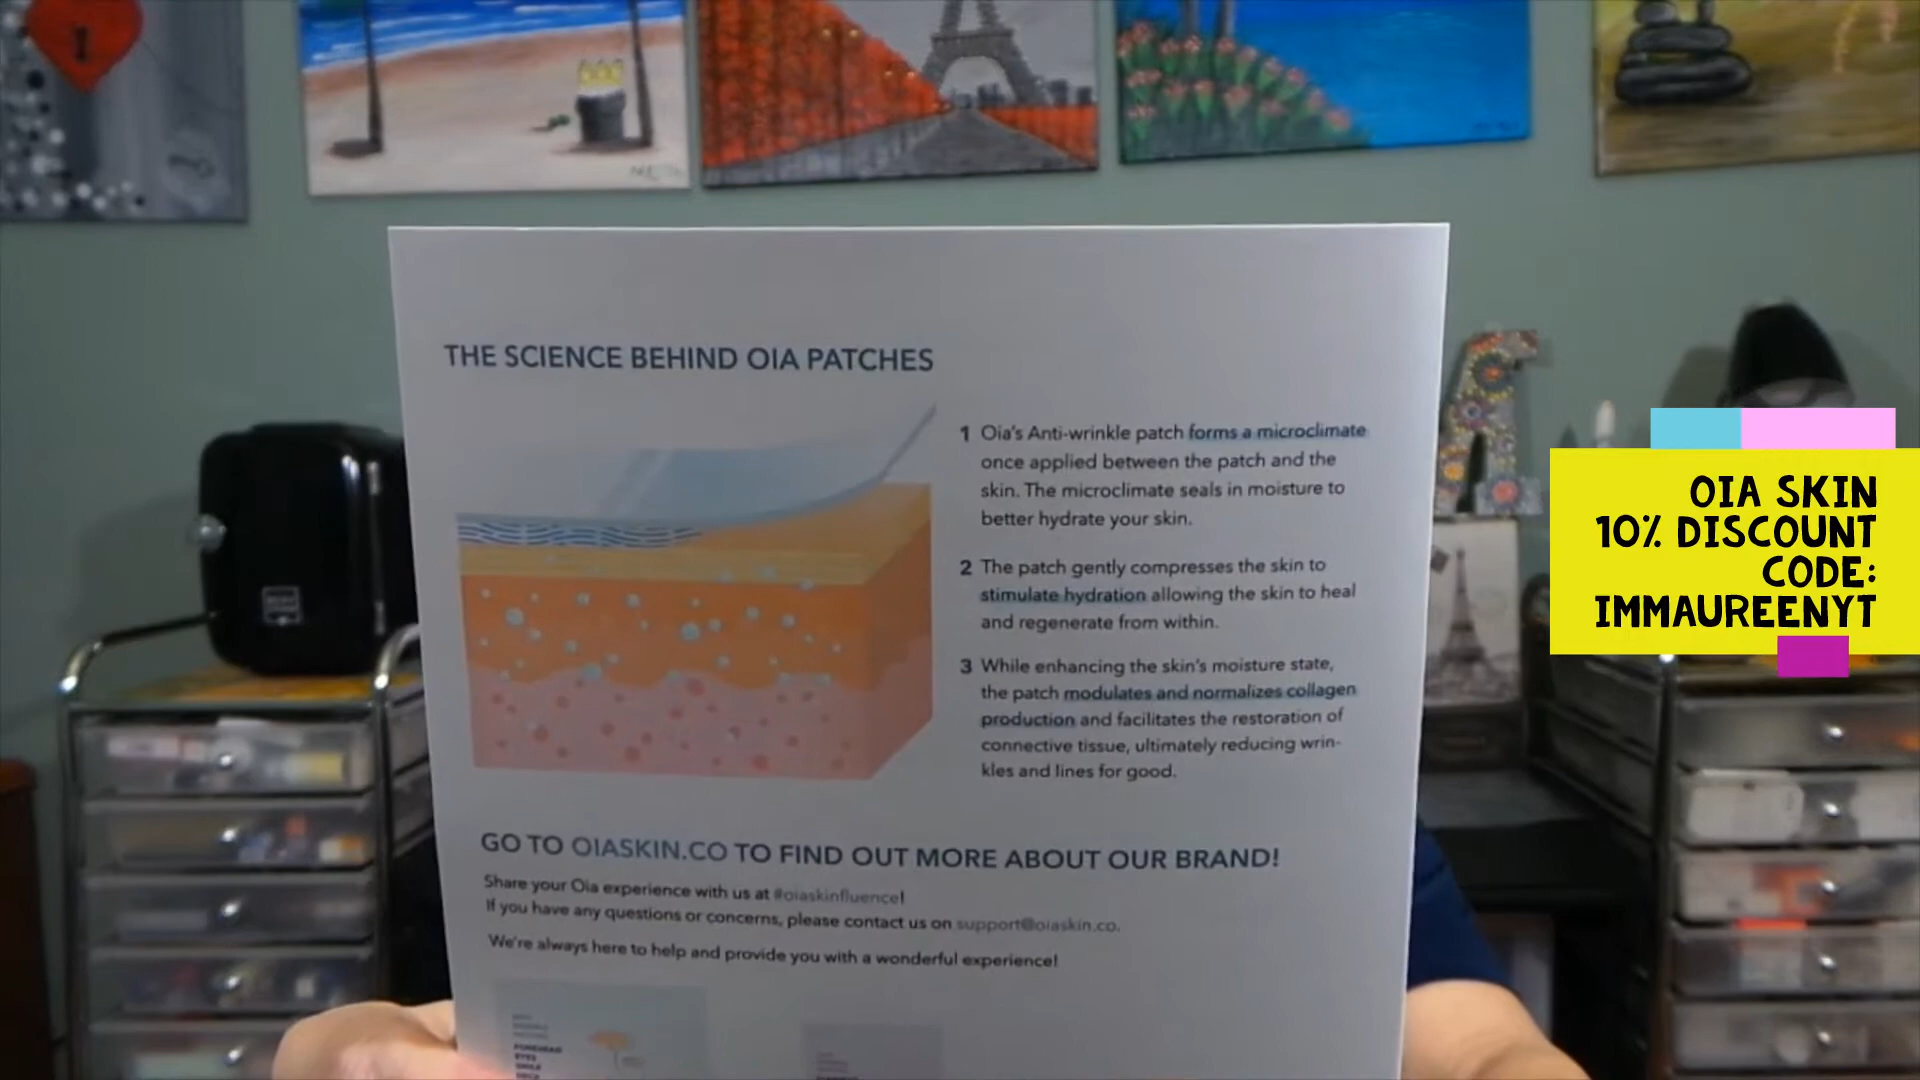 THE SCIENCE BEHIND OIA PATCHES
1 Oia's Anti-wrinkle patch forms a microclimate
once applied between the patch and the
skin. The microclimate seals in moisture to
better hydrate your skin.
2 The patch gently compresses the skin to
stimulate hydration allowing the skin to heal
and regenerate from within.
3 While enhancing the skin's moisture state,
the patch modulates and normalizes collagen
production and facilitates the restoration of
connective tissue, ultimately reducing wrin-
kles and lines for good.
GO TO OIASKIN.CO TO FIND OUT MORE ABOUT OUR BRAND!
Share your Oia experience with us at #oiaskinfluence!
If you have any questions or concerns, please contact us on support@oiaskin.co.
We're always here to help and provide you with a wonderful experience!
FOREHEAD
EYES
SMILE
OIA SKIN
10% DISCOUNT
CODE:
IMMAUREENYT